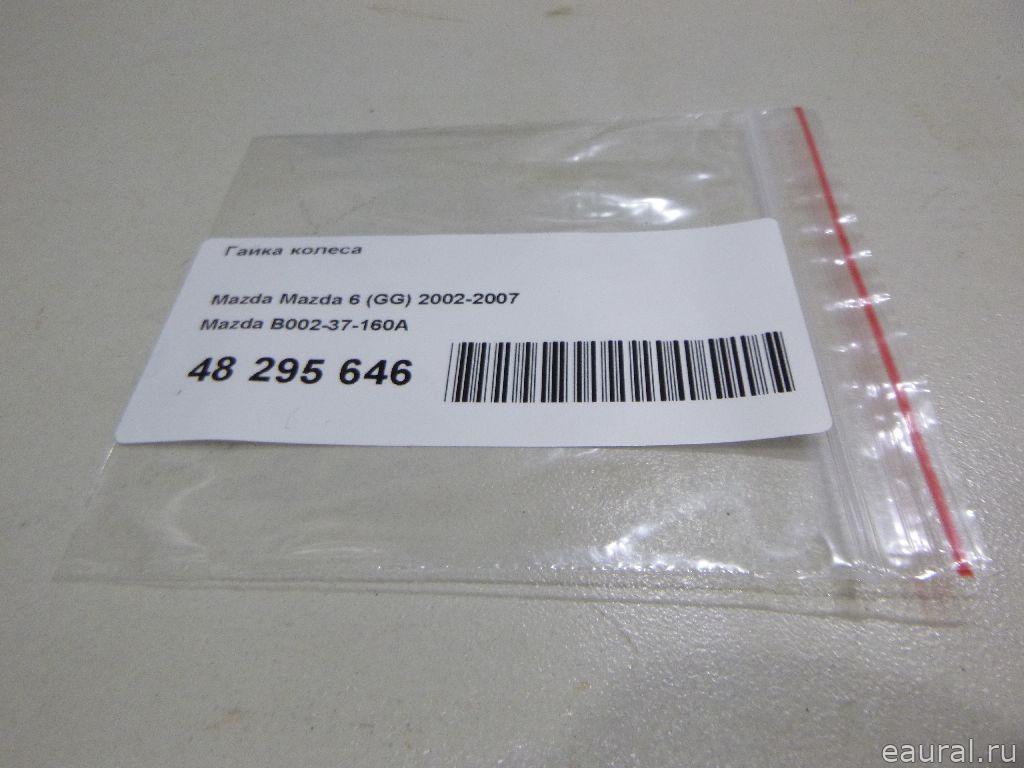 Гайка колеса
Mazda Mazda 6 (GG) 2002-2007
Mazda B002-37-160A
48 295 646
eaural.ru